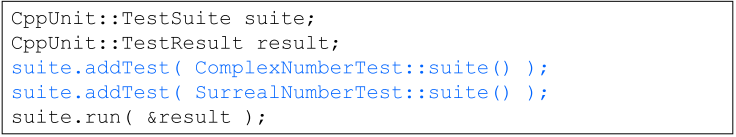 CppUnit::TestSuite suite;
CppUnit::TestResult result;
suite.addTest( ComplexNumberTest::suite() );
suite.addTest( SurrealNumberTest::suite() );
suite.run( &result );